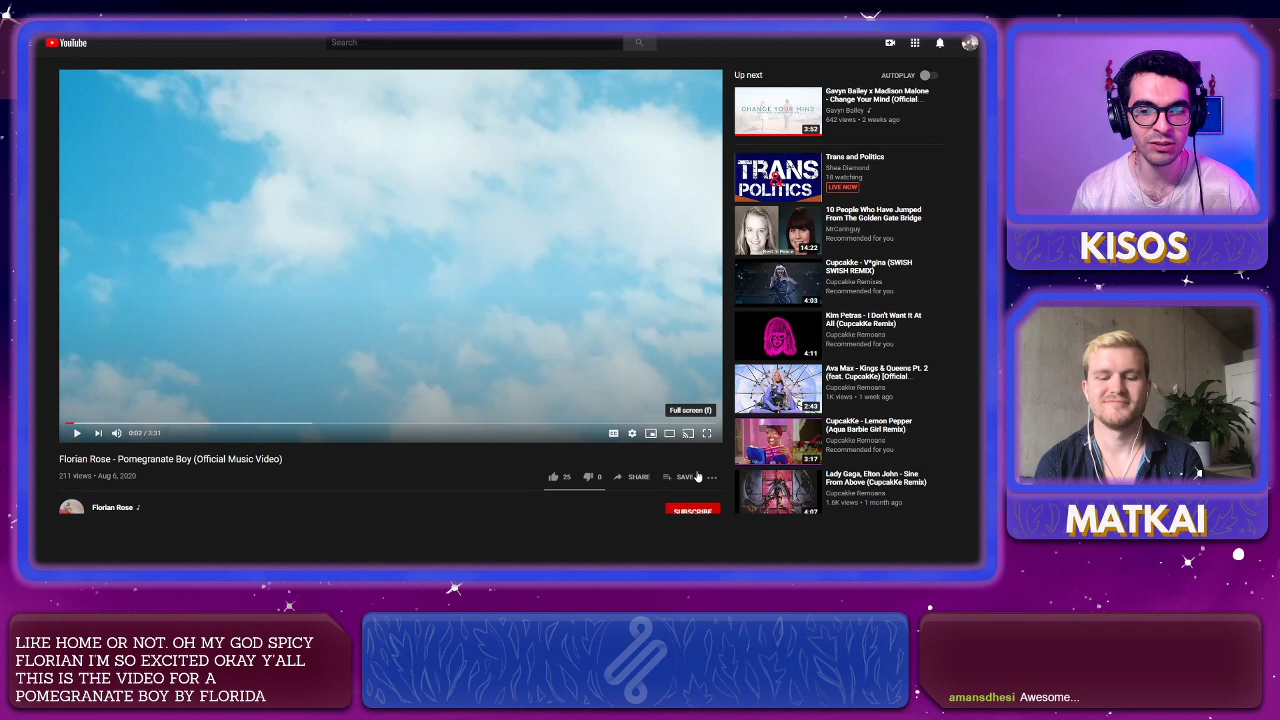 YouTube
Search
Up next
AUTOPLAY
CHANGE YOUR MIND
3:52
Gavyn Bailey x Madison Malone
- Change Your Mind (Official...
Gavyn Bailey ♪
642 views • 2 weeks ago
TRANS
&
POLITICS
Trans and Politics
Shea Diamond
18 watching
LIVE NOW
14:22
10 People Who Have Jumped
From The Golden Gate Bridge
MrCaringuy
Recommended for you
4:03
Cupcakke - V*gina (SWISH
SWISH REMIX)
Cupcakke Remixes
Recommended for you
4:11
Kim Petras - I Don't Want It At
All (CupcakKe Remix)
Cupcakke Remoans
Recommended for you
2:43
Ava Max - Kings & Queens Pt. 2
(feat. CupcakKe) [Official...
Cupcakke Remoans
1K views • 1 week ago
3:17
CupcakKe - Lemon Pepper
(Aqua Barbie Girl Remix)
Cupcakke Remoans
Recommended for you
4:07
Lady Gaga, Elton John - Sine
From Above (CupcakKe Remix)
Cupcakke Remoans
1.6K views • 1 month ago
Full screen (f)
0:02 / 3:31
Florian Rose - Pomegranate Boy (Official Music Video)
211 views • Aug 6, 2020
25
0
SHARE
SAVE
Florian Rose ♪
SUBSCRIBE
KISOS
MATKAI
LIKE HOME OR NOT. OH MY GOD SPICY
FLORIAN I'M SO EXCITED OKAY Y'ALL
THIS IS THE VIDEO FOR A
POMEGRANATE BOY BY FLORIDA
amansdhesi Awesome...